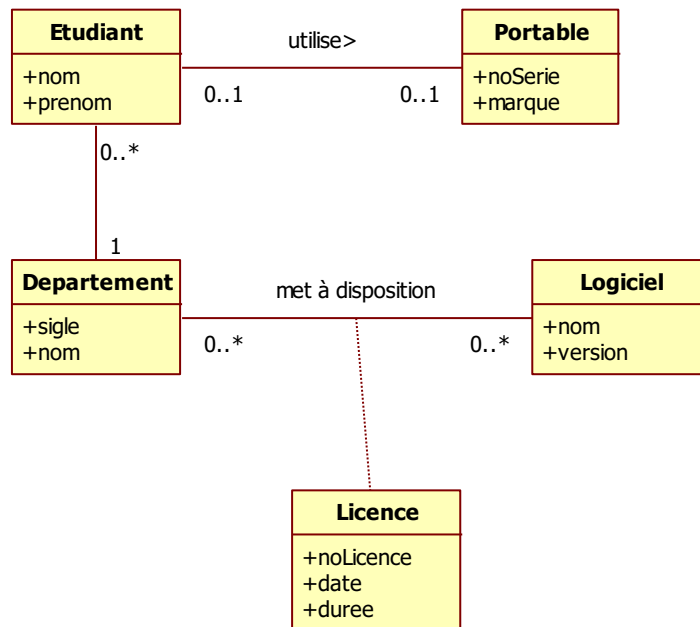 Etudiant
+nom
+prenom
utilise>
0..1
0..1
Portable
+noSerie
+marque
0..*
1
Departement
+sigle
+nom
met à disposition
0..*
0..*
Logiciel
+nom
+version
Licence
+noLicence
+date
+duree